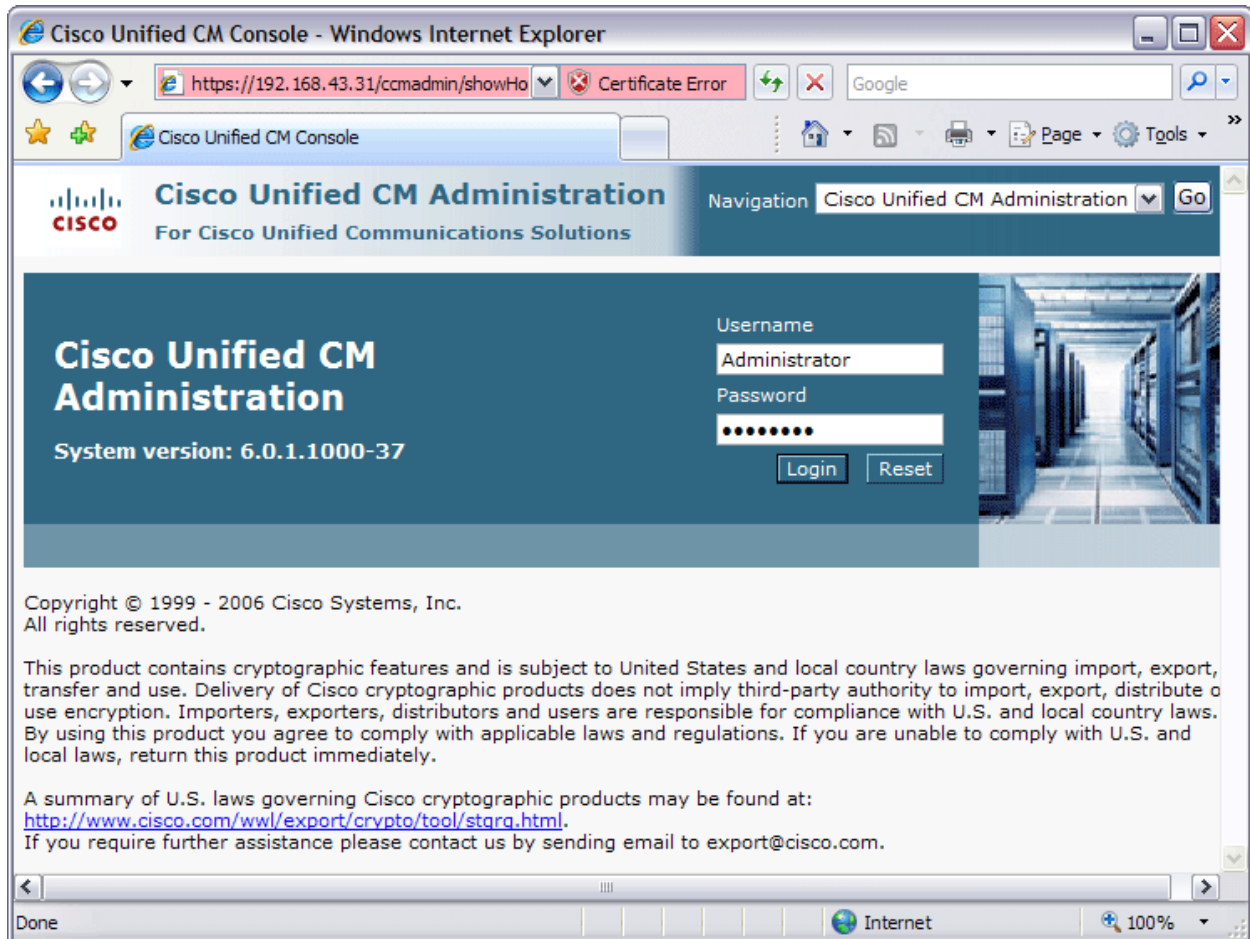 Cisco Unified CM Console - Windows Internet Explorer
https://192.168.43.31/ccmadmin/showHo
Certificate Error
Google
Cisco Unified CM Console
Page
Tools
»
CISCO
Cisco Unified CM Administration
For Cisco Unified Communications Solutions
Navigation
Cisco Unified CM Administration
Go
Cisco Unified CM
Administration
System version: 6.0.1.1000-37
Username
Administrator
Password
••••••••
Login
Reset
Copyright © 1999 - 2006 Cisco Systems, Inc.
All rights reserved.
This product contains cryptographic features and is subject to United States and local country laws governing import, export,
transfer and use. Delivery of Cisco cryptographic products does not imply third-party authority to import, export, distribute o
use encryption. Importers, exporters, distributors and users are responsible for compliance with U.S. and local country laws.
By using this product you agree to comply with applicable laws and regulations. If you are unable to comply with U.S. and
local laws, return this product immediately.
A summary of U.S. laws governing Cisco cryptographic products may be found at:
http://www.cisco.com/wwl/export/crypto/tool/stqrg.html.
If you require further assistance please contact us by sending email to export@cisco.com.
Done
Internet
100%